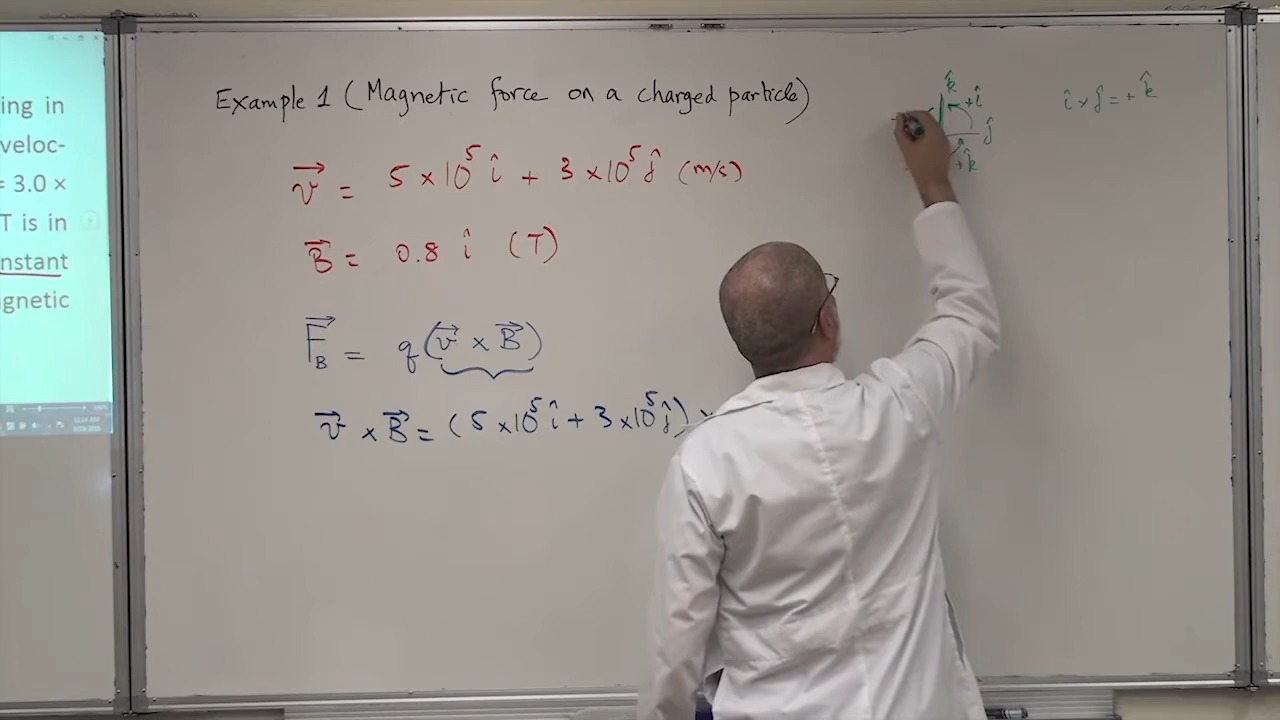 ing in
veloc-
= 3.0 ×
T is in
nstant
gnetic
Example 1 (Magnetic force on a charged particle)
v⃗ = 5 × 10⁵ î + 3 × 10⁵ ĵ (m/s)
B⃗ = 0.8 î (T)
F⃗_B = q(v⃗ × B⃗)
v⃗ × B⃗ = (5 × 10⁵ î + 3 × 10⁵ ĵ)
k̂
+î
ĵ
+k̂
î × ĵ = + k̂